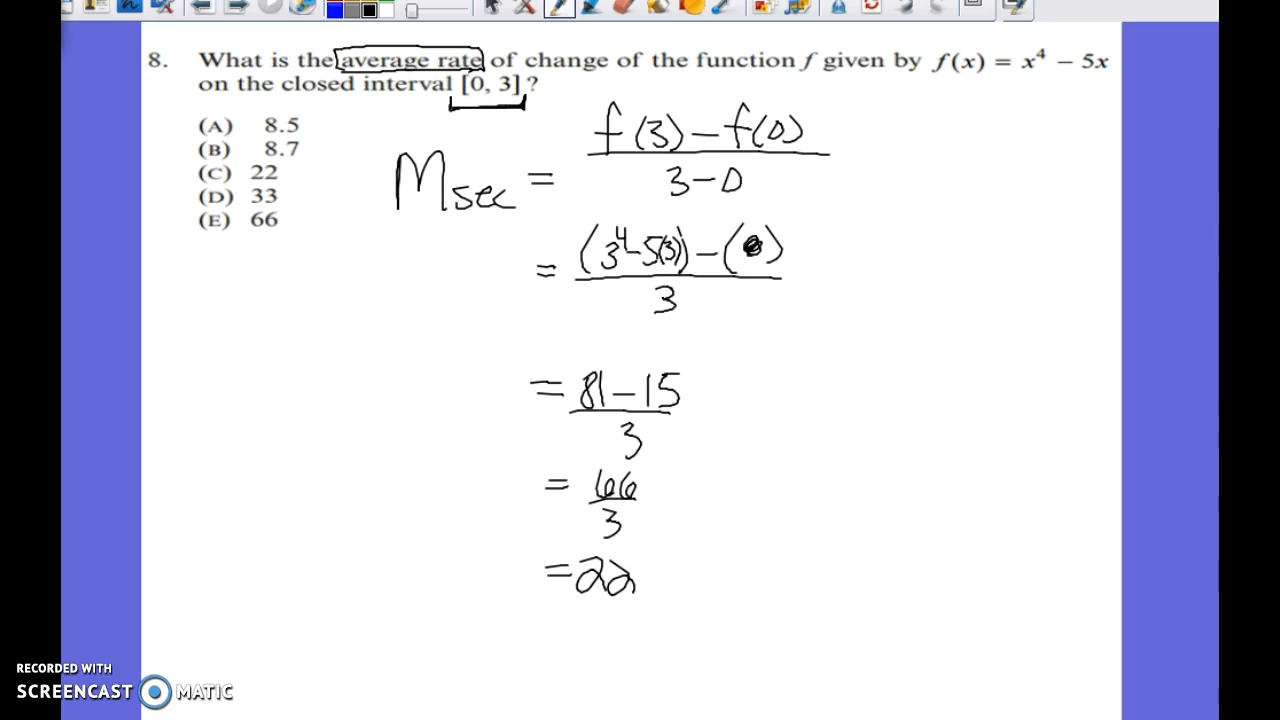 8. What is the average rate of change of the function f given by f(x) = x⁴ − 5x
on the closed interval [0, 3] ?
(A) 8.5
(B) 8.7
(C) 22
(D) 33
(E) 66
Msec = f(3) − f(0)
3 − 0
= (3⁴ − 5(3)) − ( )
3
= 81 − 15
3
= 66
3
= 22
RECORDED WITH
SCREENCAST MATIC